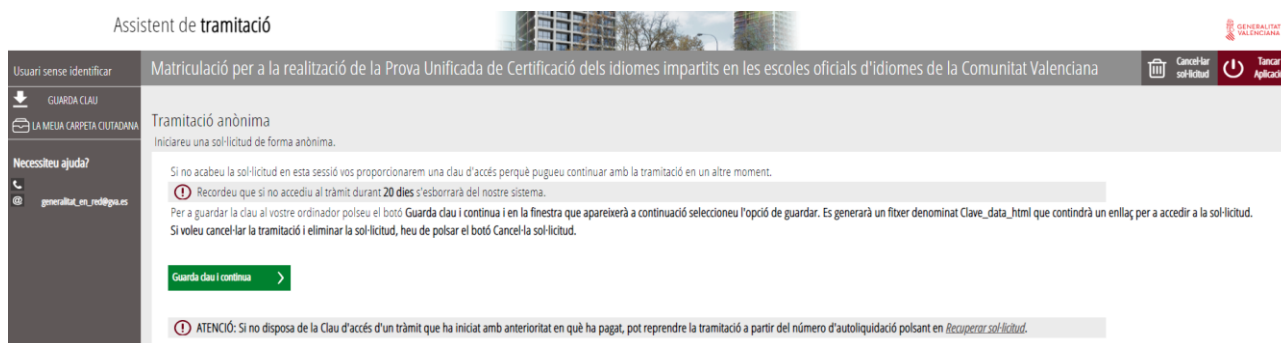 Assistent de tramitació
GENERALITAT
VALENCIANA
Usuari sense identificar
Matriculació per a la realització de la Prova Unificada de Certificació dels idiomes impartits en les escoles oficials d'idiomes de la Comunitat Valenciana
Cancel·lar
sol·licitud
Tancar
Aplicació
GUARDA CLAU
LA MEUA CARPETA CIUTADANA
Necessiteu ajuda?
generalitat_en_red@gva.es
Tramitació anònima
Iniciareu una sol·licitud de forma anònima.
Si no acabeu la sol·licitud en esta sessió vos proporcionarem una clau d'accés perquè pugueu continuar amb la tramitació en un altre moment.
Recordeu que si no accediu al tràmit durant 20 dies s'esborrarà del nostre sistema.
Per a guardar la clau al vostre ordinador polseu el botó Guarda clau i continua i en la finestra que apareixerà a continuació seleccioneu l'opció de guardar. Es generarà un fitxer denominat Clave_data_html que contindrà un enllaç per a accedir a la sol·licitud.
Si voleu cancel·lar la tramitació i eliminar la sol·licitud, heu de polsar el botó Cancel·la sol·licitud.
Guarda clau i continua
ATENCIÓ: Si no disposa de la Clau d'accés d'un tràmit que ha iniciat amb anterioritat en què ha pagat, pot reprendre la tramitació a partir del número d'autoliquidació polsant en Recuperar sol·licitud.